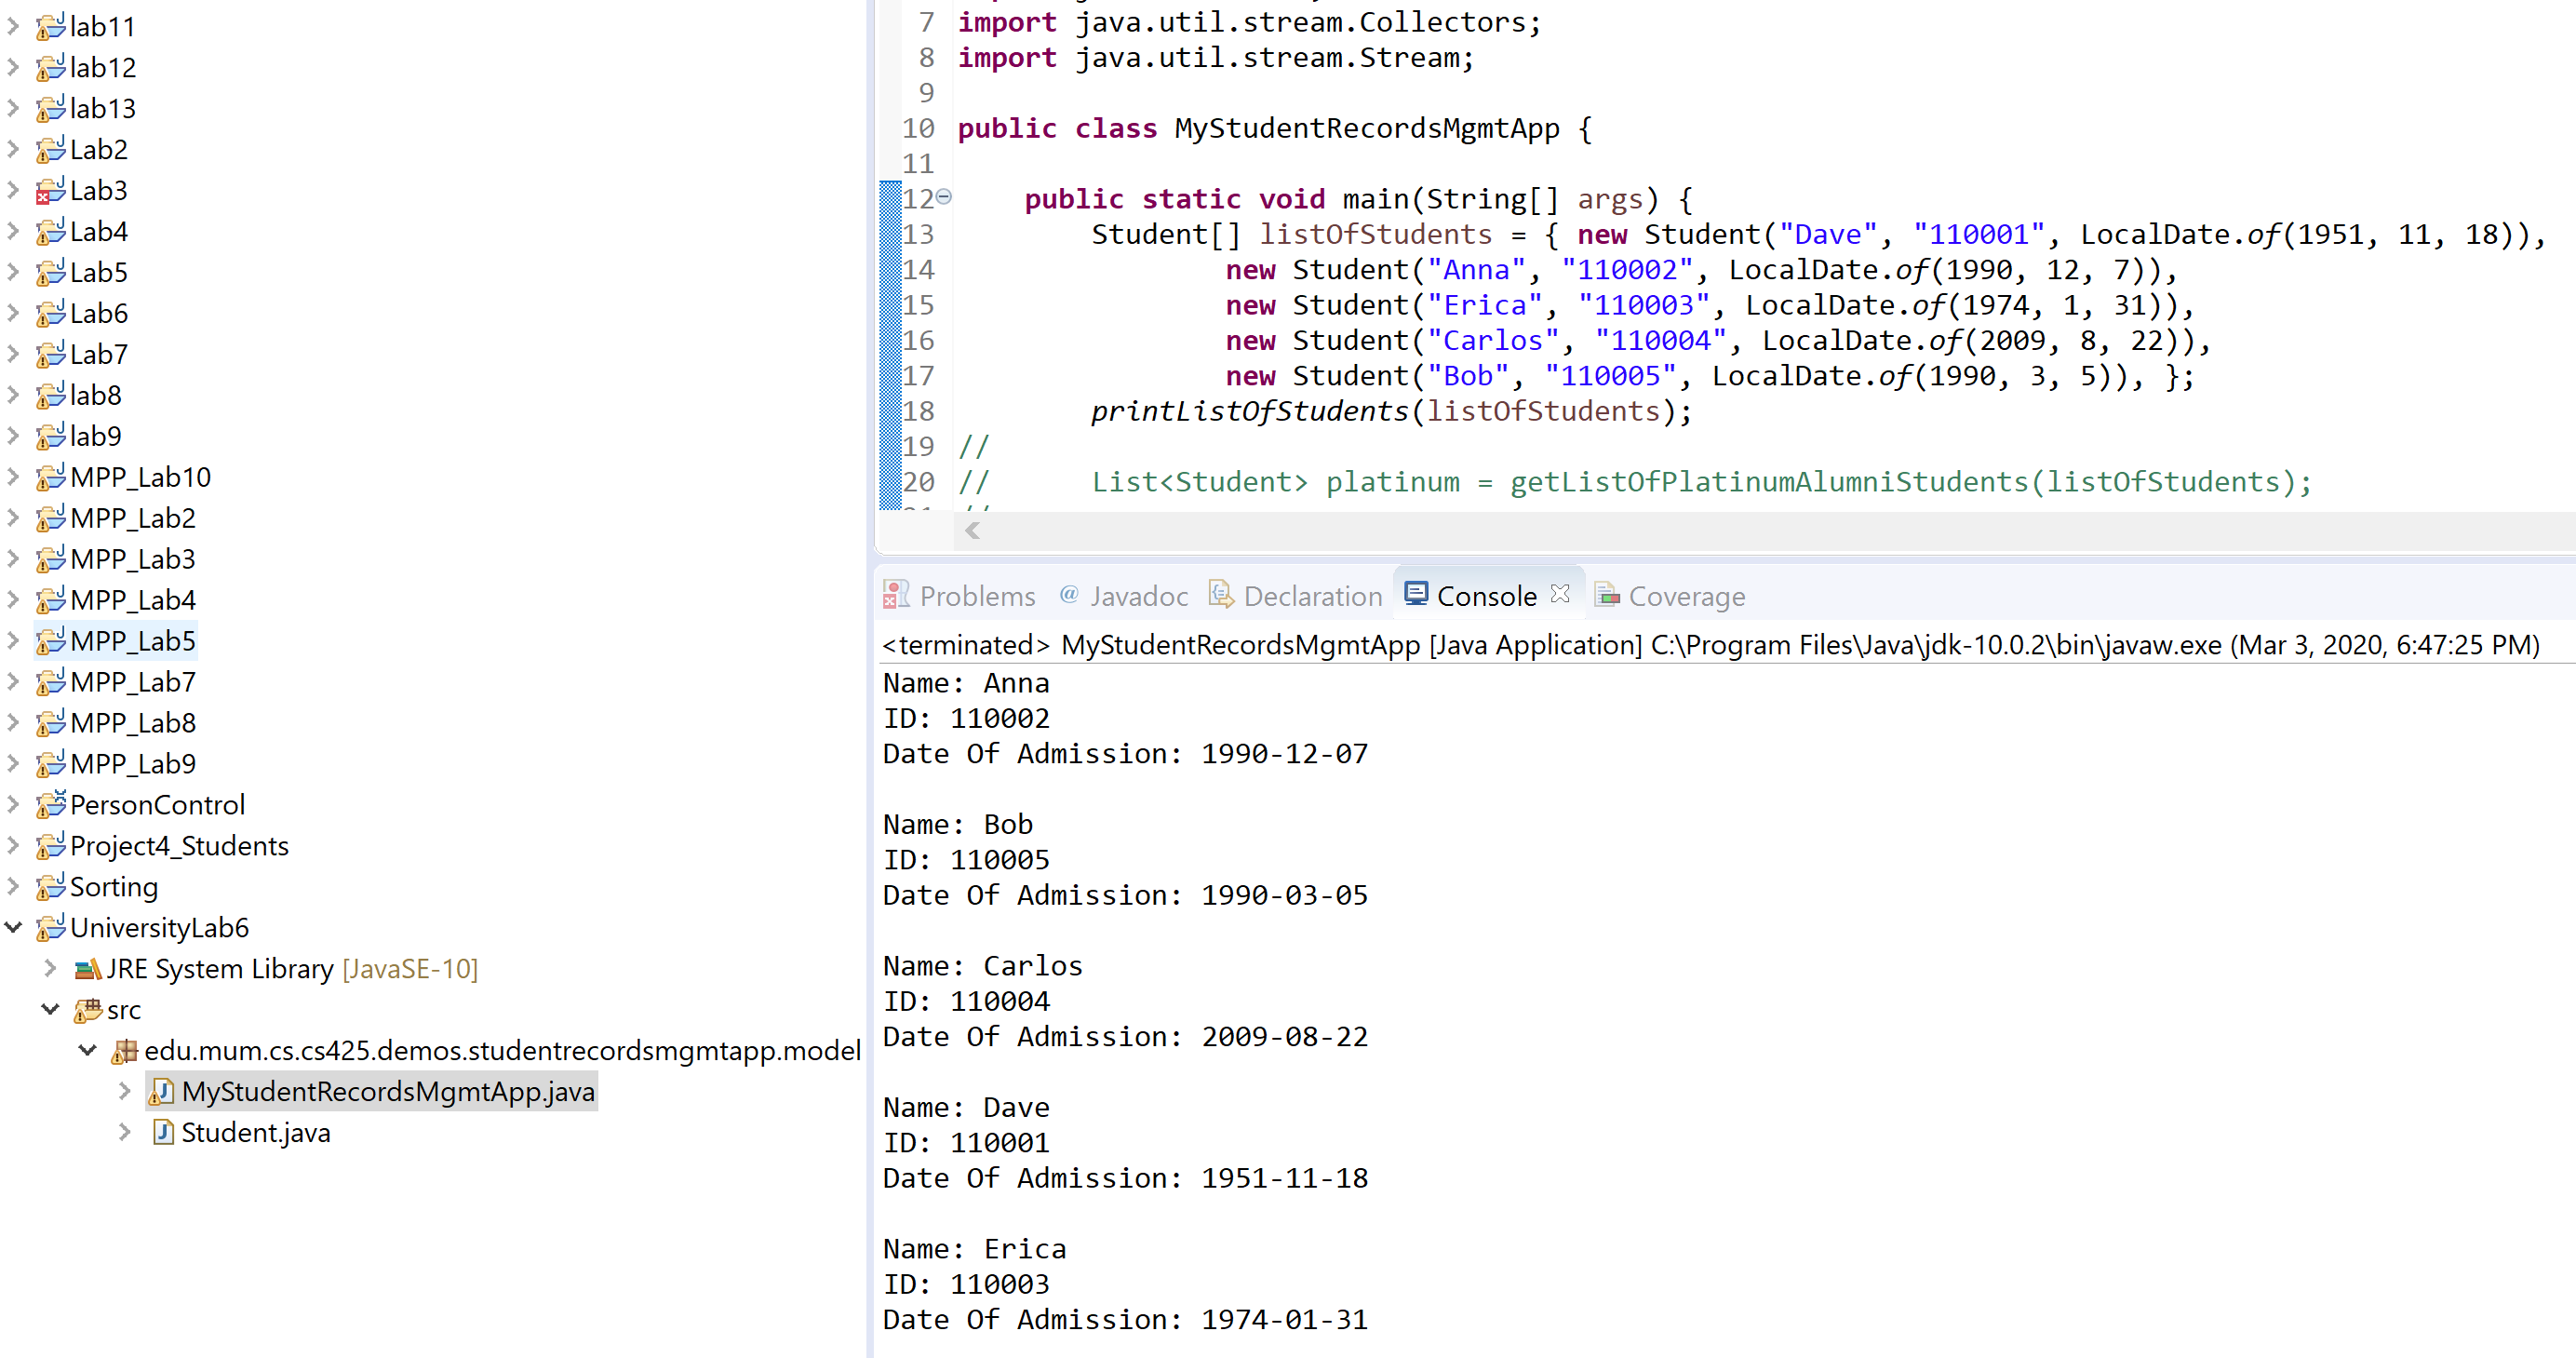 lab11
lab12
lab13
Lab2
Lab3
Lab4
Lab5
Lab6
Lab7
lab8
lab9
MPP_Lab10
MPP_Lab2
MPP_Lab3
MPP_Lab4
MPP_Lab5
MPP_Lab7
MPP_Lab8
MPP_Lab9
PersonControl
Project4_Students
Sorting
UniversityLab6
JRE System Library [JavaSE-10]
src
edu.mum.cs.cs425.demos.studentrecordsmgmtapp.model
MyStudentRecordsMgmtApp.java
Student.java
7 import java.util.stream.Collectors;
8 import java.util.stream.Stream;
9
10 public class MyStudentRecordsMgmtApp {
11
12 public static void main(String[] args) {
13 Student[] listOfStudents = { new Student("Dave", "110001", LocalDate.of(1951, 11, 18)),
14 new Student("Anna", "110002", LocalDate.of(1990, 12, 7)),
15 new Student("Erica", "110003", LocalDate.of(1974, 1, 31)),
16 new Student("Carlos", "110004", LocalDate.of(2009, 8, 22)),
17 new Student("Bob", "110005", LocalDate.of(1990, 3, 5)), };
18 printListOfStudents(listOfStudents);
19 //
20 // List<Student> platinum = getListOfPlatinumAlumniStudents(listOfStudents);
Problems @ Javadoc Declaration Console Coverage
<terminated> MyStudentRecordsMgmtApp [Java Application] C:\Program Files\Java\jdk-10.0.2\bin\javaw.exe (Mar 3, 2020, 6:47:25 PM)
Name: Anna
ID: 110002
Date Of Admission: 1990-12-07
Name: Bob
ID: 110005
Date Of Admission: 1990-03-05
Name: Carlos
ID: 110004
Date Of Admission: 2009-08-22
Name: Dave
ID: 110001
Date Of Admission: 1951-11-18
Name: Erica
ID: 110003
Date Of Admission: 1974-01-31